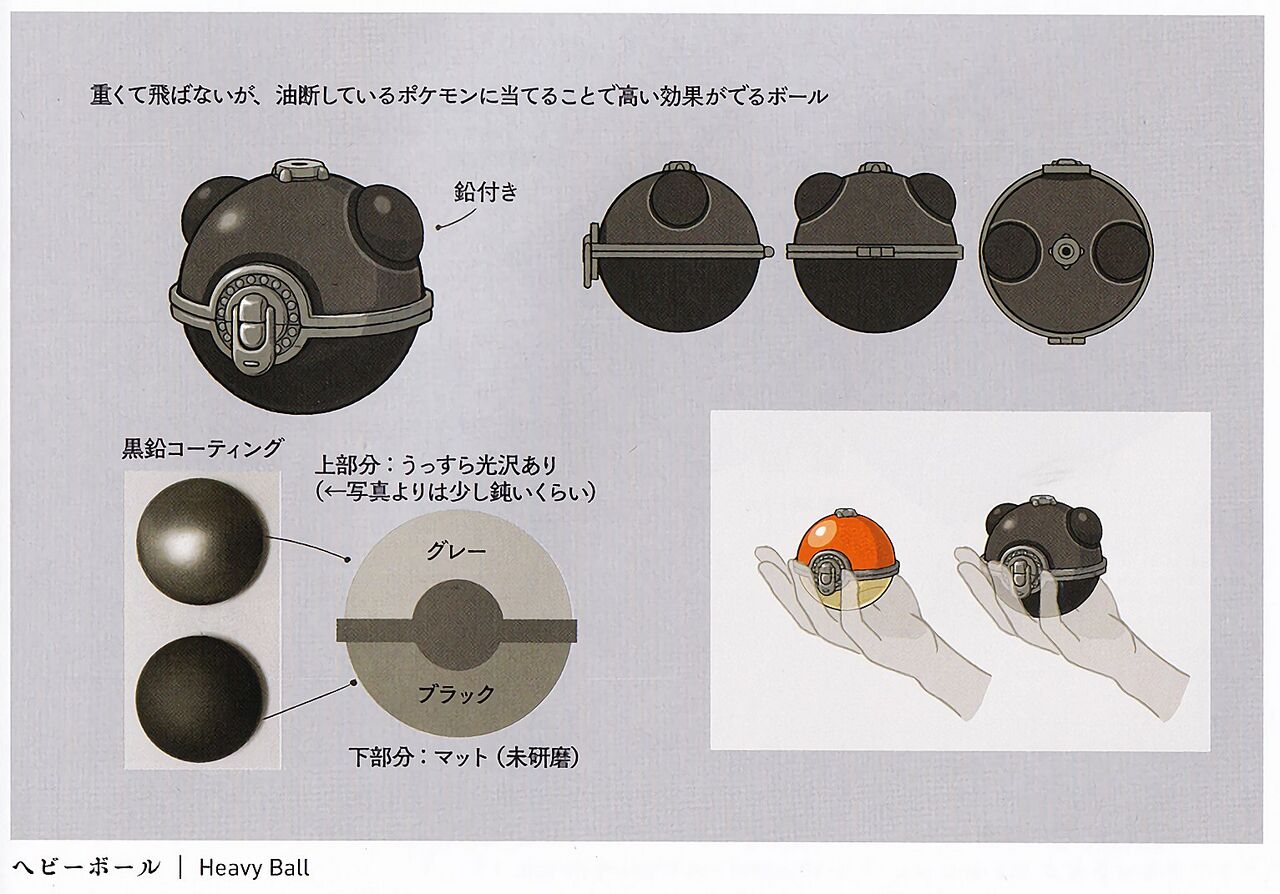 重くて飛ばないが、油断しているポケモンに当てることで高い効果がでるボール
鉛付き
黒鉛コーティング
上部分：うっすら光沢あり
（←写真よりは少し鈍いくらい）
グレー
ブラック
下部分：マット（未研磨）
ヘビーボール | Heavy Ball